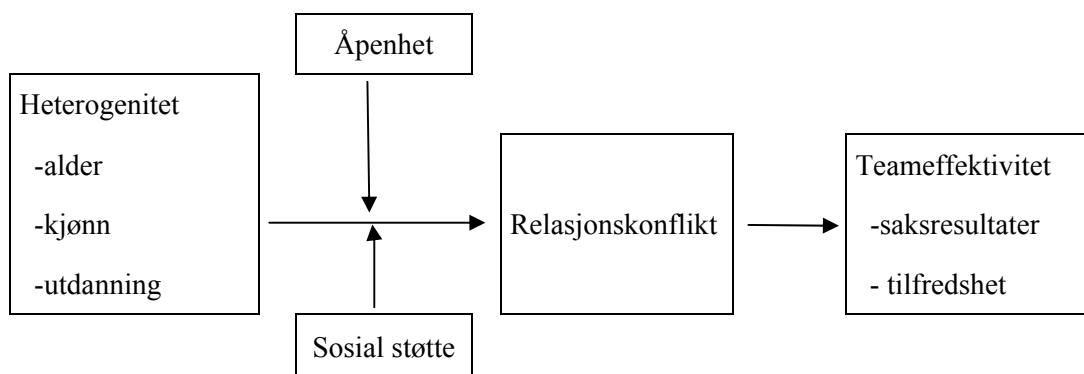 Åpenhet
Heterogenitet
-alder
-kjønn
-utdanning
Relasjonskonflikt
Teameffektivitet
-saksresultater
- tilfredshet
Sosial støtte